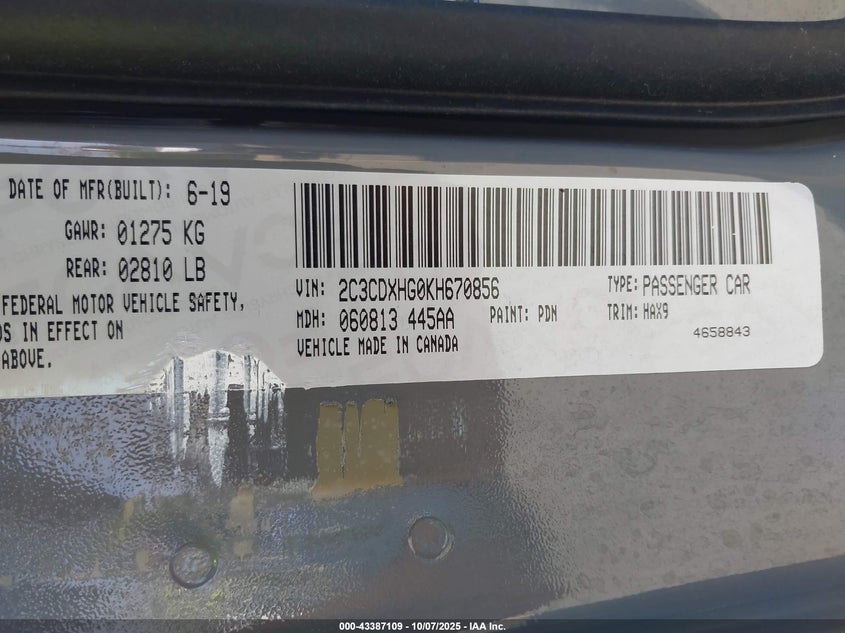 DATE OF MFR(BUILT): 6-19
GAWR: 01275 KG
REAR: 02810 LB
FEDERAL MOTOR VEHICLE SAFETY,
DS IN EFFECT ON
ABOVE.
VIN: 2C3CDXHG0KH670856 TYPE: PASSENGER CAR
MDH: 060813 445AA PAINT: PDN TRIM: HAX9
VEHICLE MADE IN CANADA 4658843
000-43387109 - 10/07/2025 - IAA Inc.